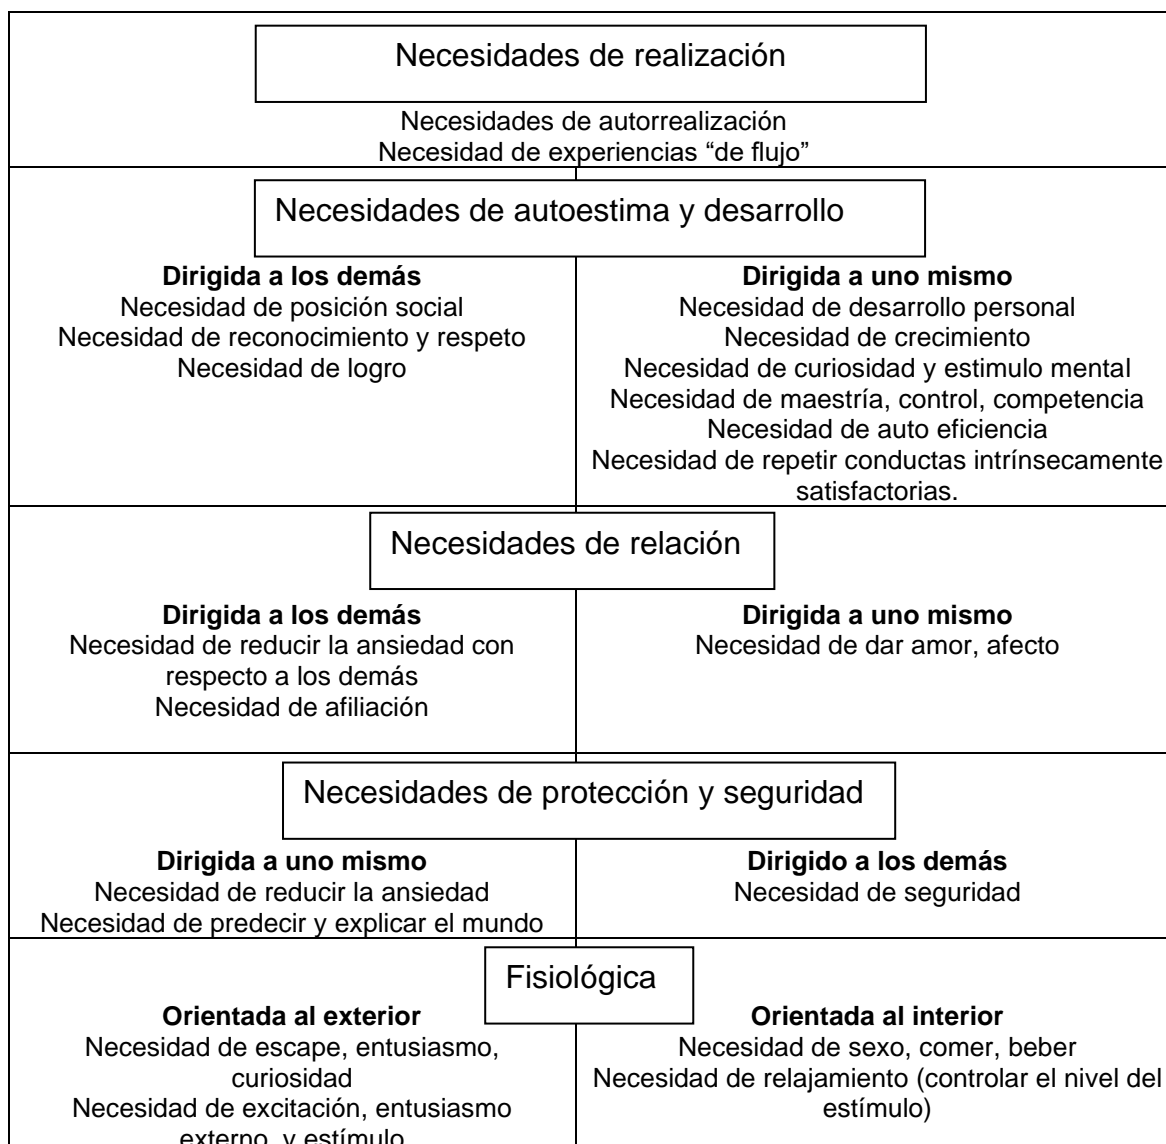 Necesidades de realización
Necesidades de autorrealización
Necesidad de experiencias “de flujo”
Necesidades de autoestima y desarrollo
Dirigida a los demás
Necesidad de posición social
Necesidad de reconocimiento y respeto
Necesidad de logro
Dirigida a uno mismo
Necesidad de desarrollo personal
Necesidad de crecimiento
Necesidad de curiosidad y estimulo mental
Necesidad de maestría, control, competencia
Necesidad de auto eficiencia
Necesidad de repetir conductas intrínsecamente
satisfactorias.
Necesidades de relación
Dirigida a los demás
Necesidad de reducir la ansiedad con
respecto a los demás
Necesidad de afiliación
Dirigida a uno mismo
Necesidad de dar amor, afecto
Necesidades de protección y seguridad
Dirigida a uno mismo
Necesidad de reducir la ansiedad
Necesidad de predecir y explicar el mundo
Dirigido a los demás
Necesidad de seguridad
Fisiológica
Orientada al exterior
Necesidad de escape, entusiasmo,
curiosidad
Necesidad de excitación, entusiasmo
externo, y estímulo
Orientada al interior
Necesidad de sexo, comer, beber
Necesidad de relajamiento (controlar el nivel del
estímulo)